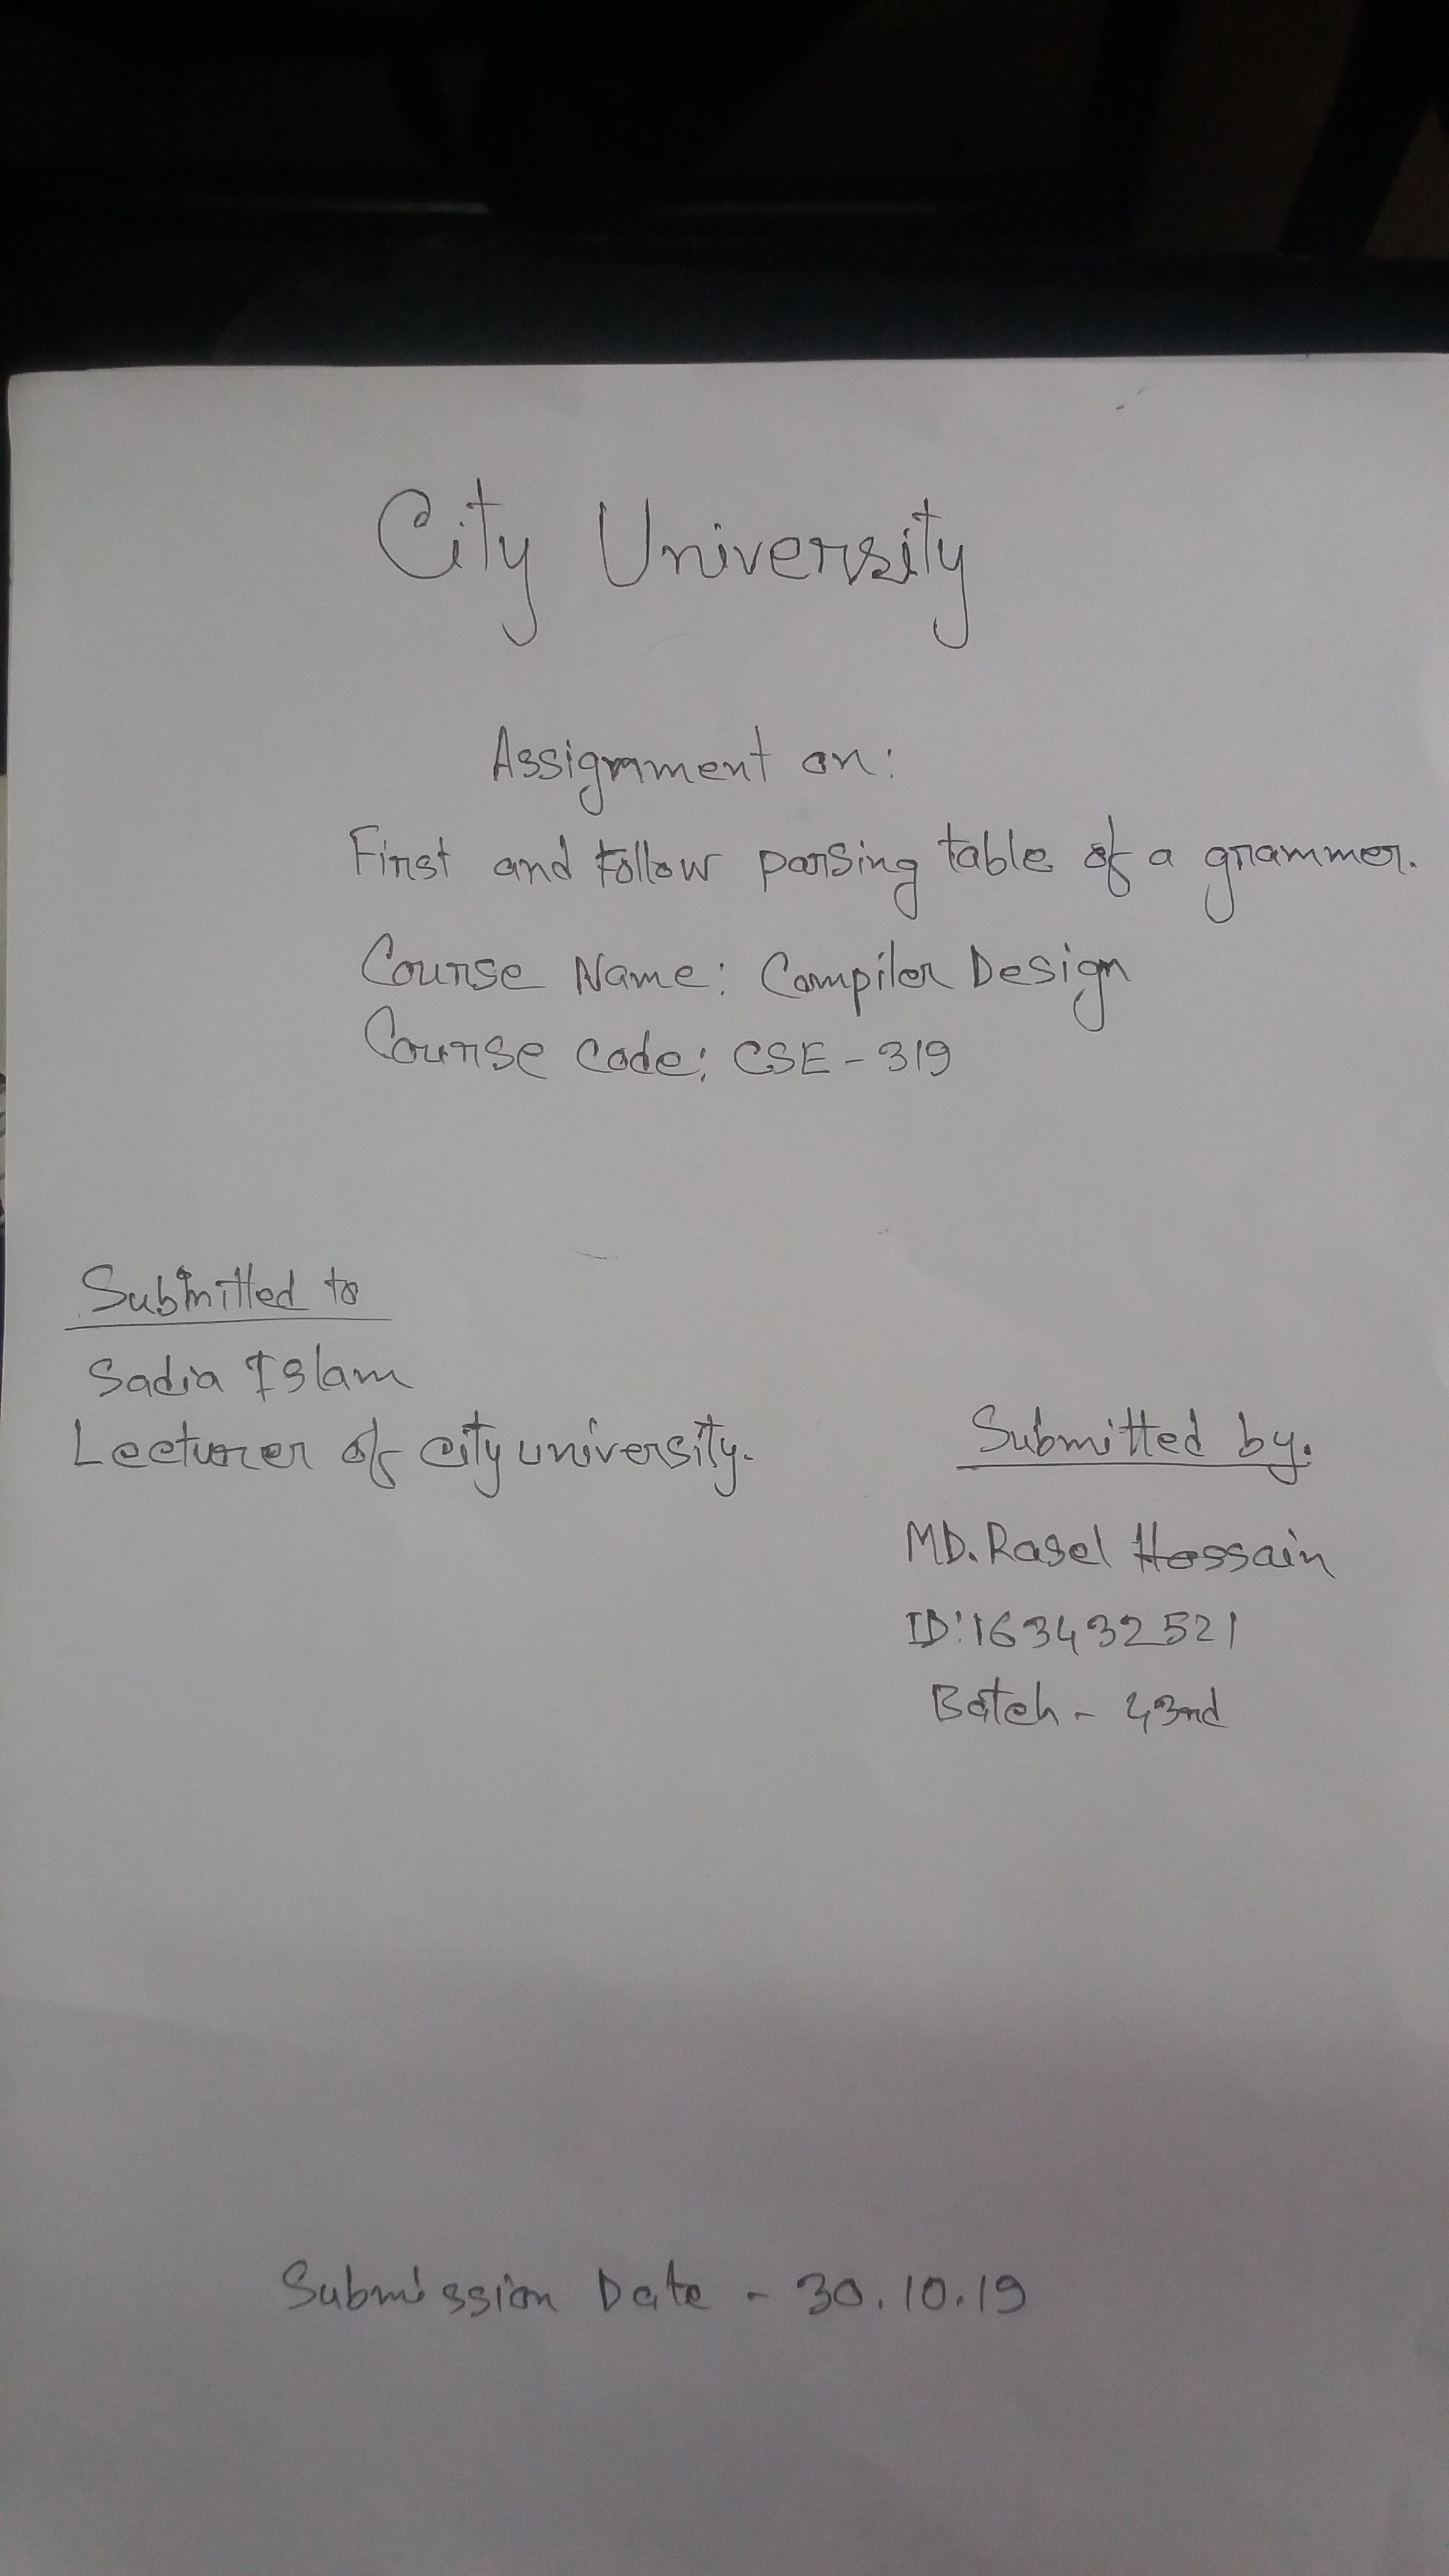 City University
Assignment on:
First and follow parsing table of a grammer.
Course Name: Compiler Design
Course Code: CSE - 319
Submitted to
Sadia Islam
Lecturer of city university.
Submitted by.
MD. Rasel Hossain
ID: 163432521
Batch - 43nd
Submission Date - 30.10.19